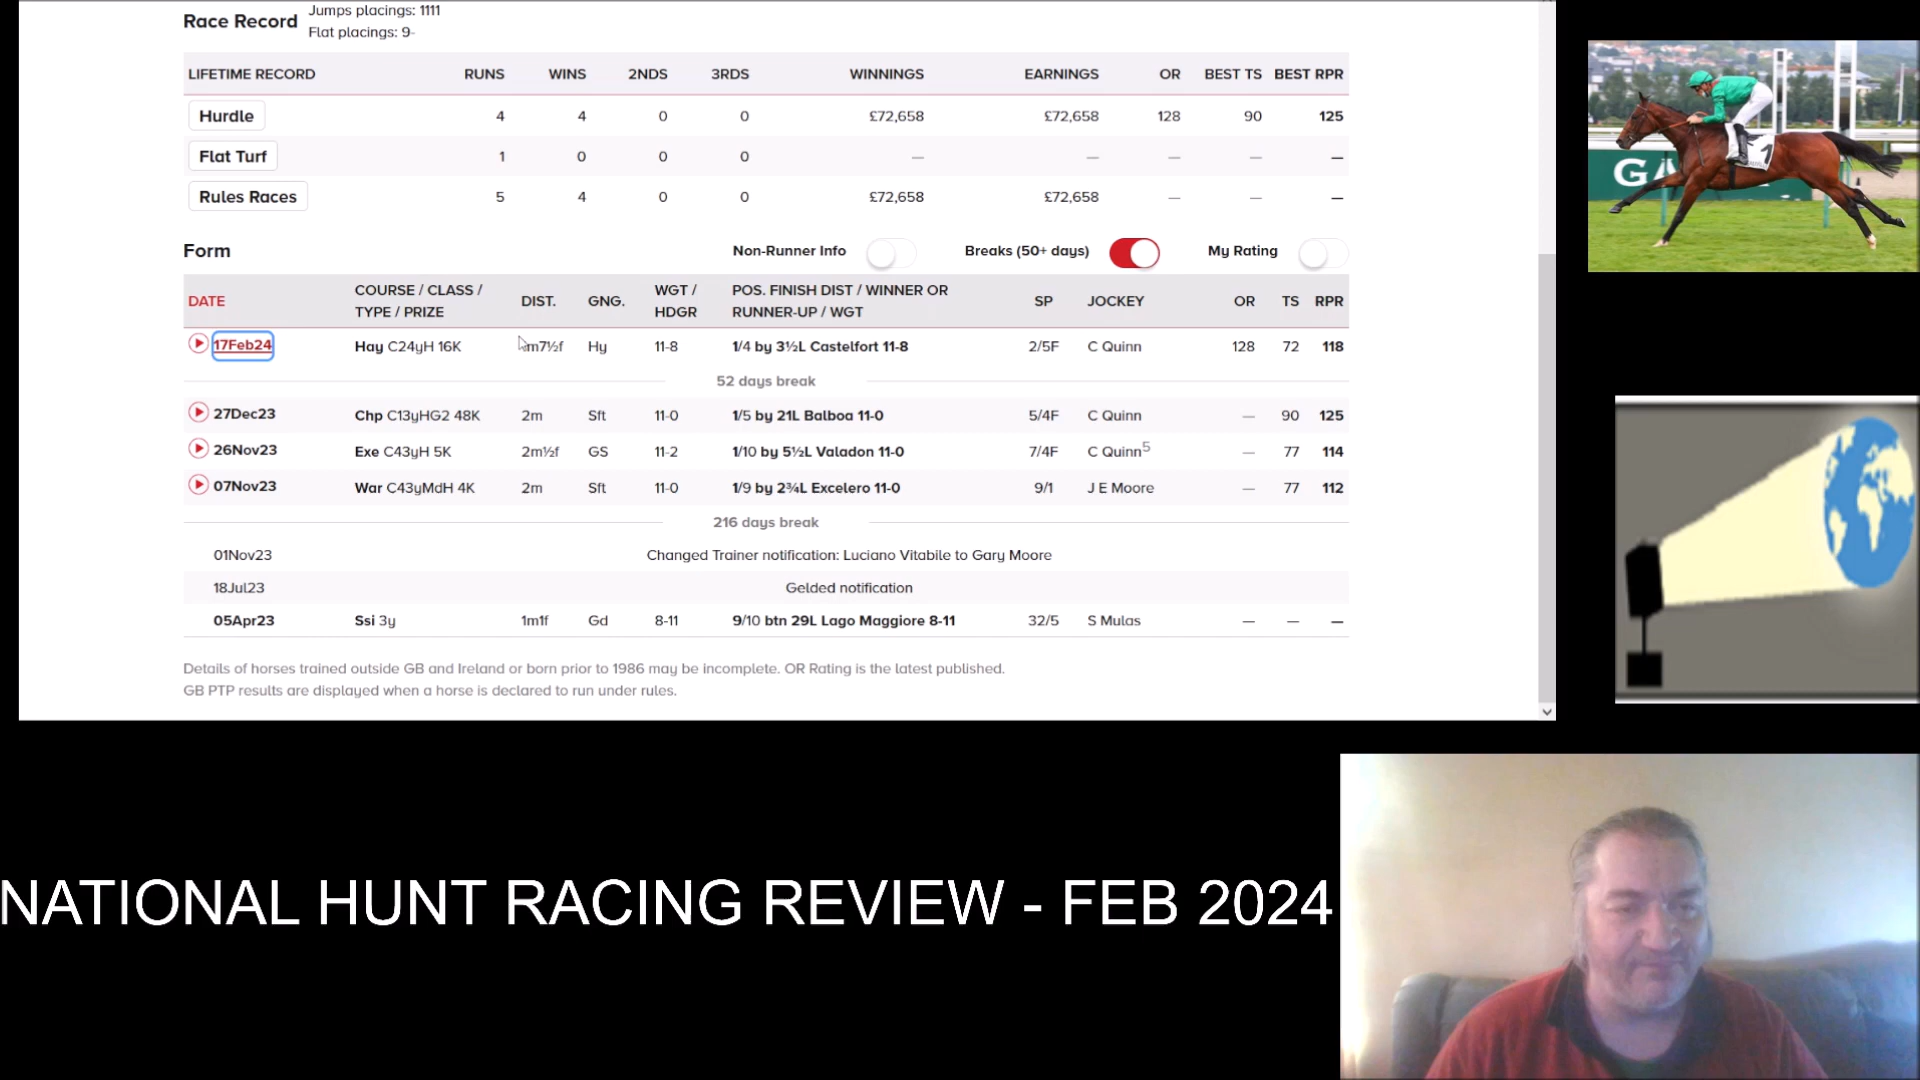 Race Record
Jumps placings: 1111
Flat placings: 9-
LIFETIME RECORD RUNS WINS 2NDS 3RDS WINNINGS EARNINGS OR BEST TS BEST RPR
Hurdle 4 4 0 0 £72,658 £72,658 128 90 125
Flat Turf 1 0 0 0 — — — — —
Rules Races 5 4 0 0 £72,658 £72,658 — — —
Form Non-Runner Info Breaks (50+ days) My Rating
DATE COURSE / CLASS / TYPE / PRIZE DIST. GNG. WGT / HDGR POS. FINISH DIST / WINNER OR RUNNER-UP / WGT SP JOCKEY OR TS RPR
17Feb24 Hay C24yH 16K m7½f Hy 11-8 1/4 by 3½L Castelfort 11-8 2/5F C Quinn 128 72 118
52 days break
27Dec23 Chp C13yHG2 48K 2m Sft 11-0 1/5 by 21L Balboa 11-0 5/4F C Quinn — 90 125
26Nov23 Exe C43yH 5K 2m½f GS 11-2 1/10 by 5½L Valadon 11-0 7/4F C Quinn5 — 77 114
07Nov23 War C43yMdH 4K 2m Sft 11-0 1/9 by 2¾L Excelero 11-0 9/1 J E Moore — 77 112
216 days break
01Nov23 Changed Trainer notification: Luciano Vitabile to Gary Moore
18Jul23 Gelded notification
05Apr23 Ssi 3y 1m1f Gd 8-11 9/10 btn 29L Lago Maggiore 8-11 32/5 S Mulas — — —
Details of horses trained outside GB and Ireland or born prior to 1986 may be incomplete. OR Rating is the latest published.
GB PTP results are displayed when a horse is declared to run under rules.
GA
1
NATIONAL HUNT RACING REVIEW - FEB 2024